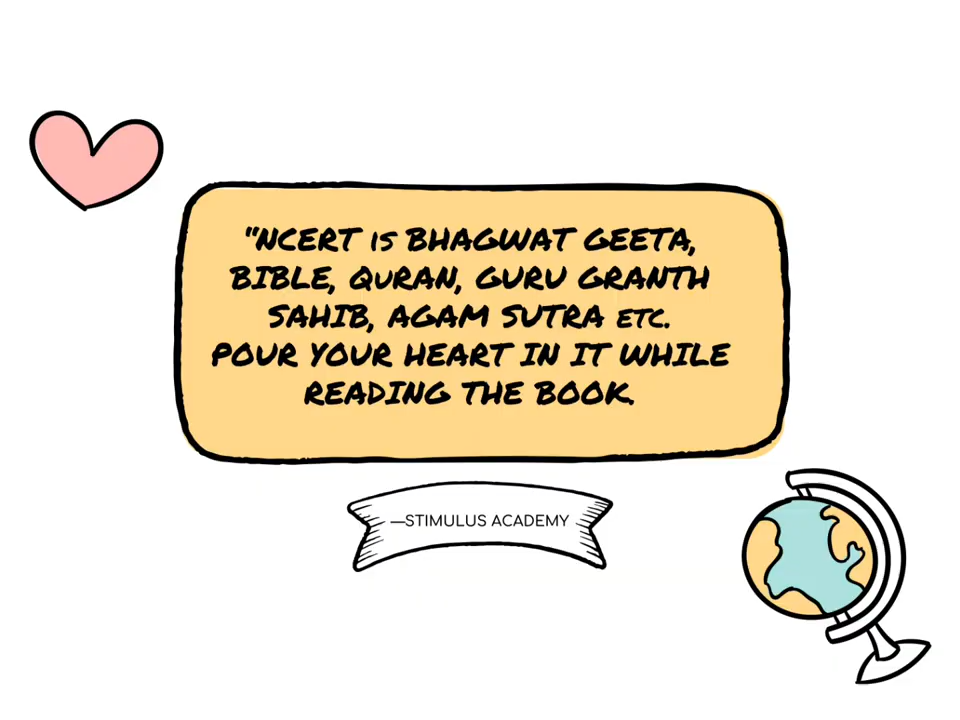 "NCERT IS BHAGWAT GEETA,
BIBLE, QURAN, GURU GRANTH
SAHIB, AGAM SUTRA ETC.
POUR YOUR HEART IN IT WHILE
READING THE BOOK.
—STIMULUS ACADEMY